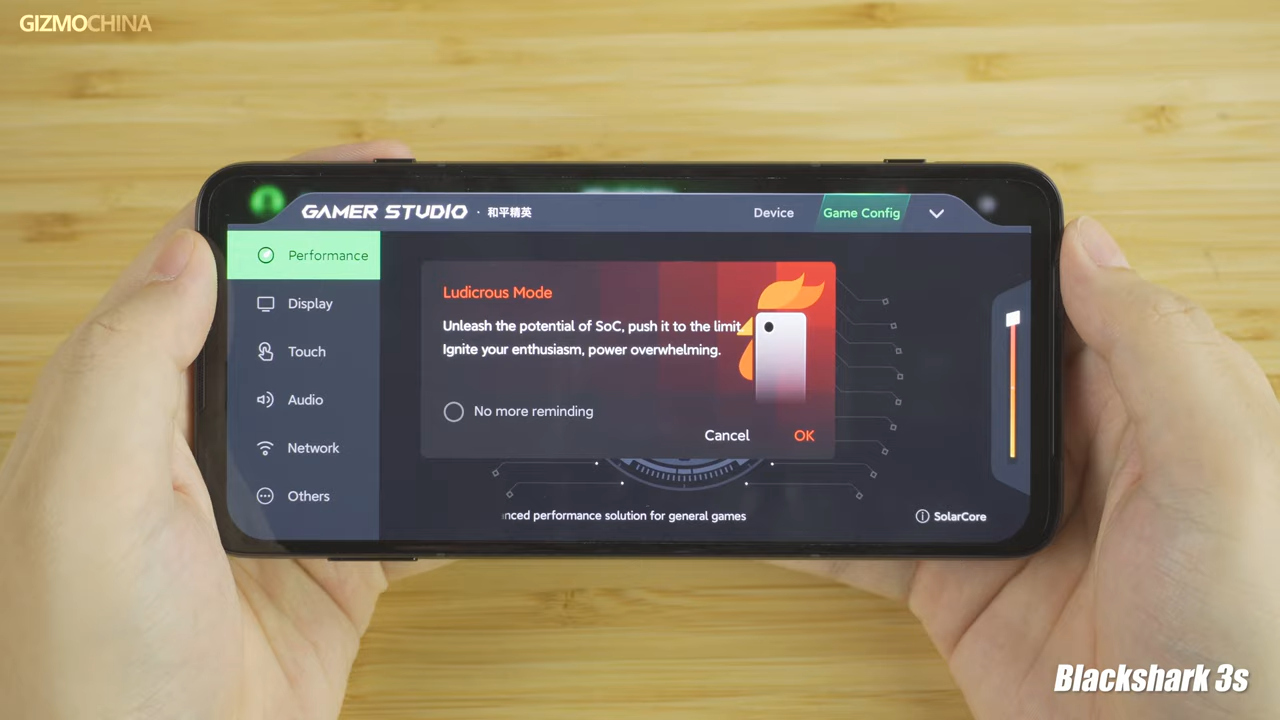 GIZMOCHINA
GAMER STUDIO · 和平精英
Device
Game Config
Performance
Display
Touch
Audio
Network
Others
Ludicrous Mode
Unleash the potential of SoC, push it to the limit.
Ignite your enthusiasm, power overwhelming.
No more reminding
Cancel
OK
nced performance solution for general games
SolarCore
Blackshark 3s